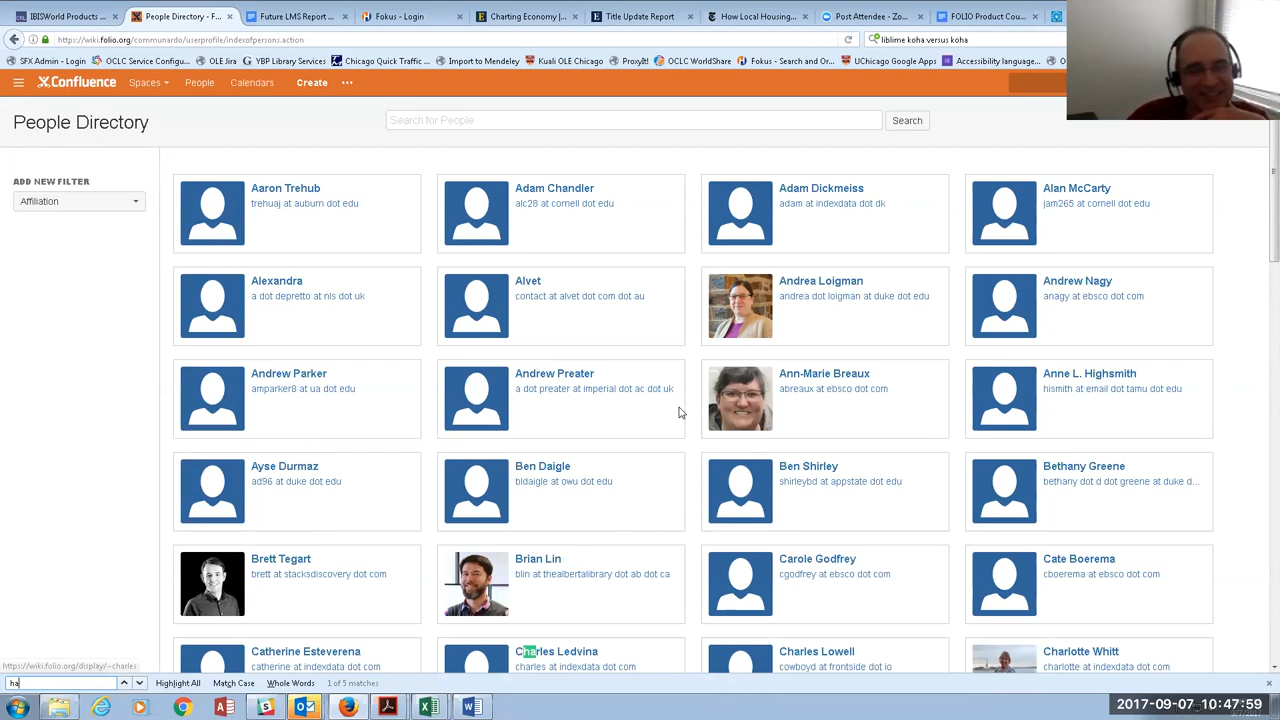 IBISWorld Products ...
People Directory - F...
Future LMS Report ...
Fokus - Login
Charting Economy | ...
Title Update Report
How Local Housing...
Post Attendee - Zo...
FOLIO Product Cou...
https://wiki.folio.org/communardo/userprofile/indexofpersons.action
liblime koha versus koha
SFX Admin - Login
OCLC Service Configu...
OLE Jira
YBP Library Services
Chicago Quick Traffic ...
Import to Mendeley
Kuali OLE Chicago
ProxyIt!
OCLC WorldShare
Fokus - Search and Or...
UChicago Google Apps
Accessibility language...
Confluence
Spaces
People
Calendars
Create
People Directory
Search for People
Search
ADD NEW FILTER
Affiliation
Aaron Trehub
trehuaj at auburn dot edu
Adam Chandler
alc28 at cornell dot edu
Adam Dickmeiss
adam at indexdata dot dk
Alan McCarty
jam265 at cornell dot edu
Alexandra
a dot depretto at nls dot uk
Alvet
contact at alvet dot com dot au
Andrea Loigman
andrea dot loigman at duke dot edu
Andrew Nagy
anagy at ebsco dot com
Andrew Parker
amparker8 at ua dot edu
Andrew Preater
a dot preater at imperial dot ac dot uk
Ann-Marie Breaux
abreaux at ebsco dot com
Anne L. Highsmith
hismith at email dot tamu dot edu
Ayse Durmaz
ad96 at duke dot edu
Ben Daigle
bldaigle at owu dot edu
Ben Shirley
shirleybd at appstate dot edu
Bethany Greene
bethany dot d dot greene at duke d...
Brett Tegart
brett at stacksdiscovery dot com
Brian Lin
blin at thealbertalibrary dot ab dot ca
Carole Godfrey
cgodfrey at ebsco dot com
Cate Boerema
cboerema at ebsco dot com
Catherine Esteverena
catherine at indexdata dot com
Charles Ledvina
charles at indexdata dot com
Charles Lowell
cowboyd at frontside dot io
Charlotte Whitt
charlotte at indexdata dot com
https://wiki.folio.org/display/~charles
ha
Highlight All
Match Case
Whole Words
1 of 5 matches
2017-09-07 10:47:59